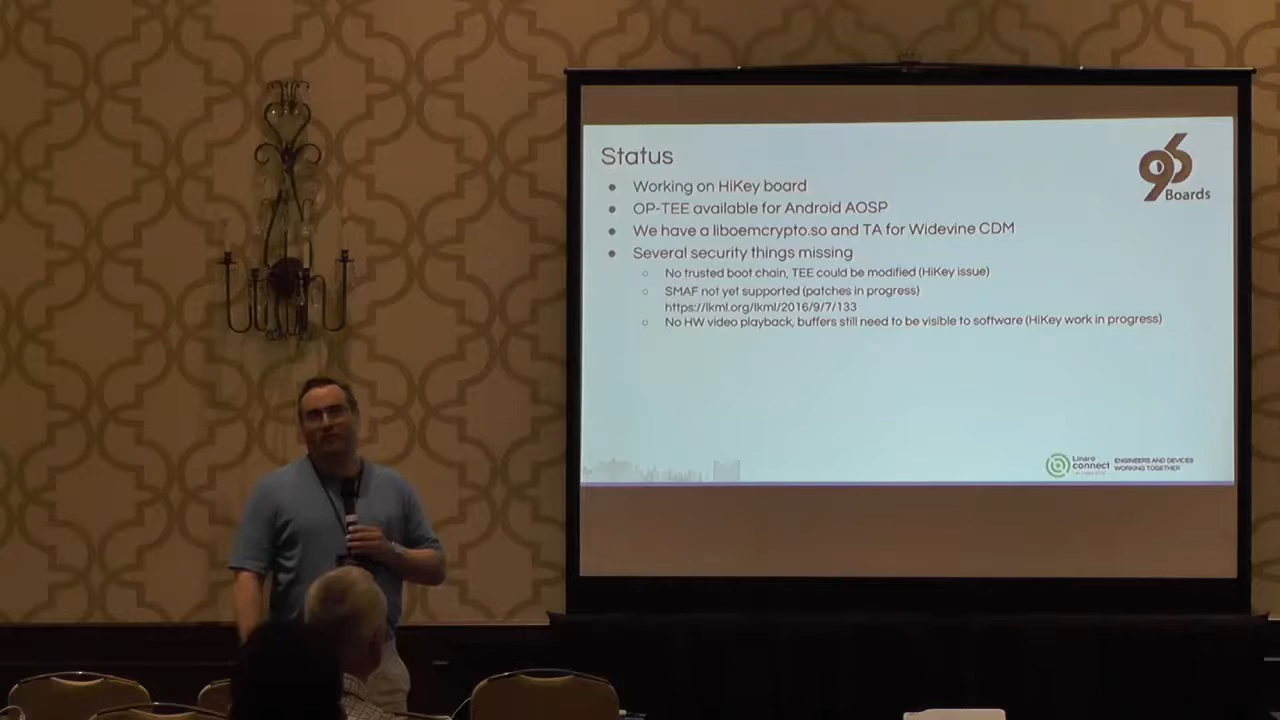 Status
96
Boards
Working on HiKey board
OP-TEE available for Android AOSP
We have a liboemcrypto.so and TA for Widevine CDM
Several security things missing
No trusted boot chain, TEE could be modified (HiKey issue)
SMAF not yet supported (patches in progress)
https://lkml.org/lkml/2016/9/7/133
No HW video playback, buffers still need to be visible to software (HiKey work in progress)
Linaro
connect
ENGINEERS AND DEVICES
WORKING TOGETHER